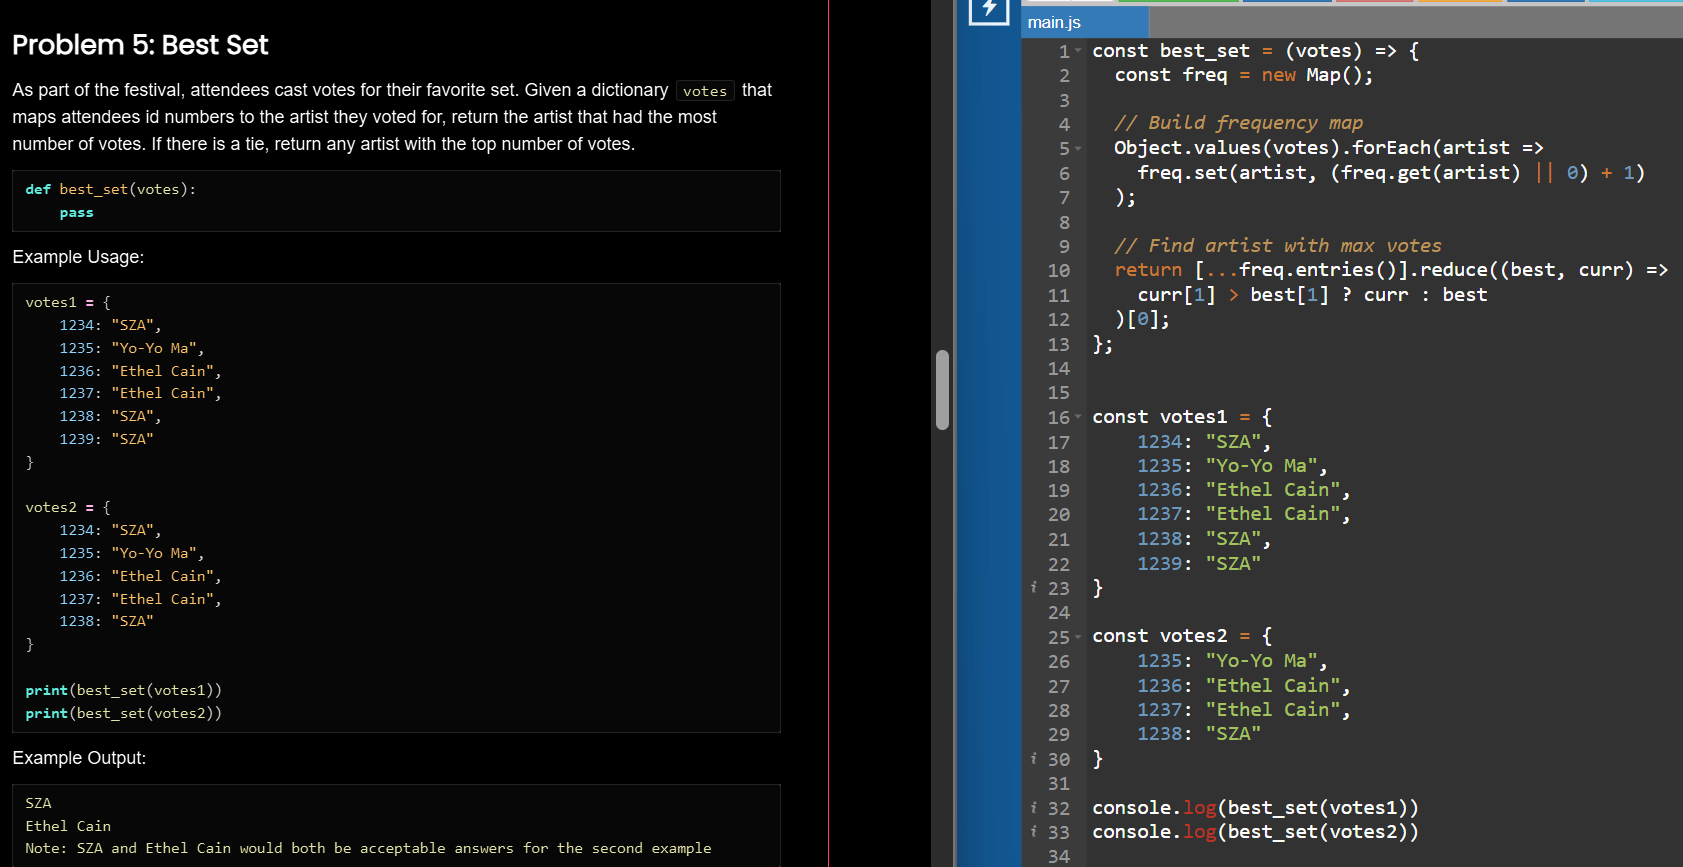 Problem 5: Best Set
As part of the festival, attendees cast votes for their favorite set. Given a dictionary votes that
maps attendees id numbers to the artist they voted for, return the artist that had the most
number of votes. If there is a tie, return any artist with the top number of votes.
def best_set(votes):
    pass
Example Usage:
votes1 = {
    1234: "SZA",
    1235: "Yo-Yo Ma",
    1236: "Ethel Cain",
    1237: "Ethel Cain",
    1238: "SZA",
    1239: "SZA"
}
votes2 = {
    1234: "SZA",
    1235: "Yo-Yo Ma",
    1236: "Ethel Cain",
    1237: "Ethel Cain",
    1238: "SZA"
}
print(best_set(votes1))
print(best_set(votes2))
Example Output:
SZA
Ethel Cain
Note: SZA and Ethel Cain would both be acceptable answers for the second example
main.js
1 const best_set = (votes) => {
2   const freq = new Map();
3
4   // Build frequency map
5   Object.values(votes).forEach(artist =>
6     freq.set(artist, (freq.get(artist) || 0) + 1)
7   );
8
9   // Find artist with max votes
10   return [...freq.entries()].reduce((best, curr) =>
11     curr[1] > best[1] ? curr : best
12   )[0];
13 };
14
15
16 const votes1 = {
17     1234: "SZA",
18     1235: "Yo-Yo Ma",
19     1236: "Ethel Cain",
20     1237: "Ethel Cain",
21     1238: "SZA",
22     1239: "SZA"
i 23 }
24
25 const votes2 = {
26     1235: "Yo-Yo Ma",
27     1236: "Ethel Cain",
28     1237: "Ethel Cain",
29     1238: "SZA"
i 30 }
31
i 32 console.log(best_set(votes1))
i 33 console.log(best_set(votes2))
34